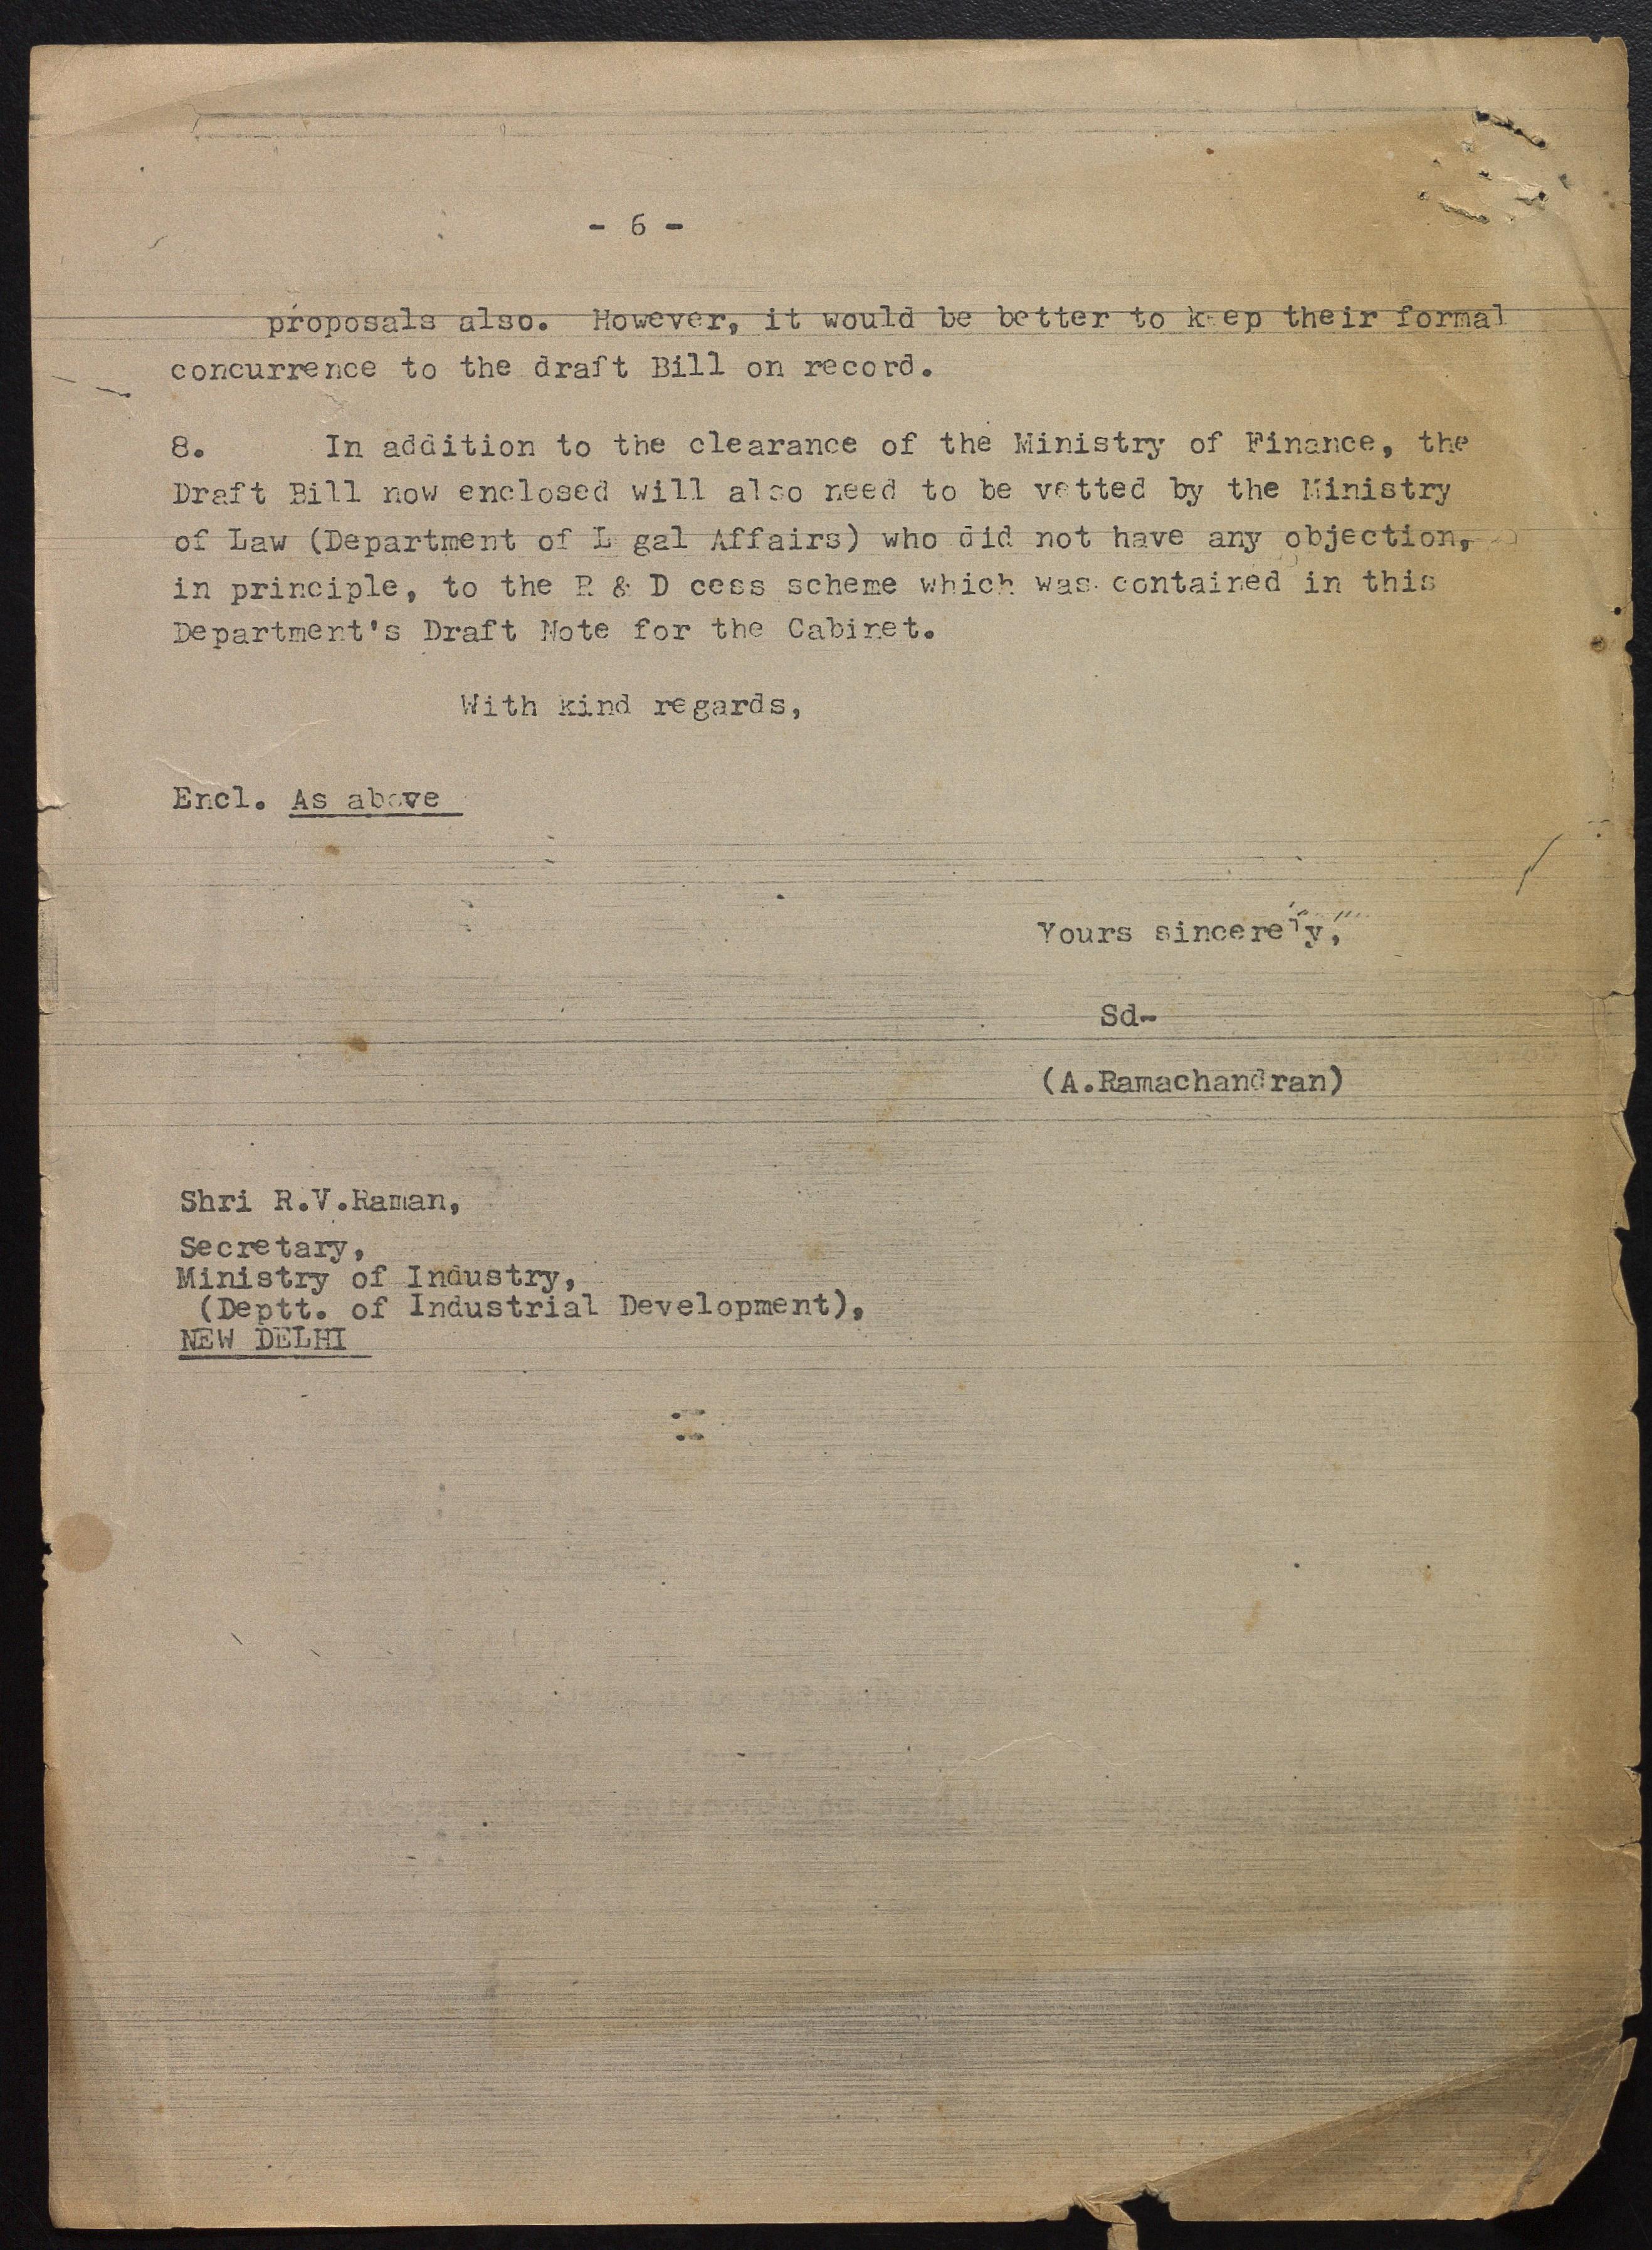 - 6 -
proposals also. However, it would be better to keep their formal
concurrence to the draft Bill on record.
8. In addition to the clearance of the Ministry of Finance, the
Draft Bill now enclosed will also need to be vetted by the Ministry
of Law (Department of L gal Affairs) who did not have any objection,
in principle, to the R & D cess scheme which was contained in this
Department's Draft Note for the Cabinet.
With kind regards,
Encl. As above
Yours sincerely,
Sd-
(A.Ramachandran)
Shri R.V.Raman,
Secretary,
Ministry of Industry,
(Deptt. of Industrial Development),
NEW DELHI